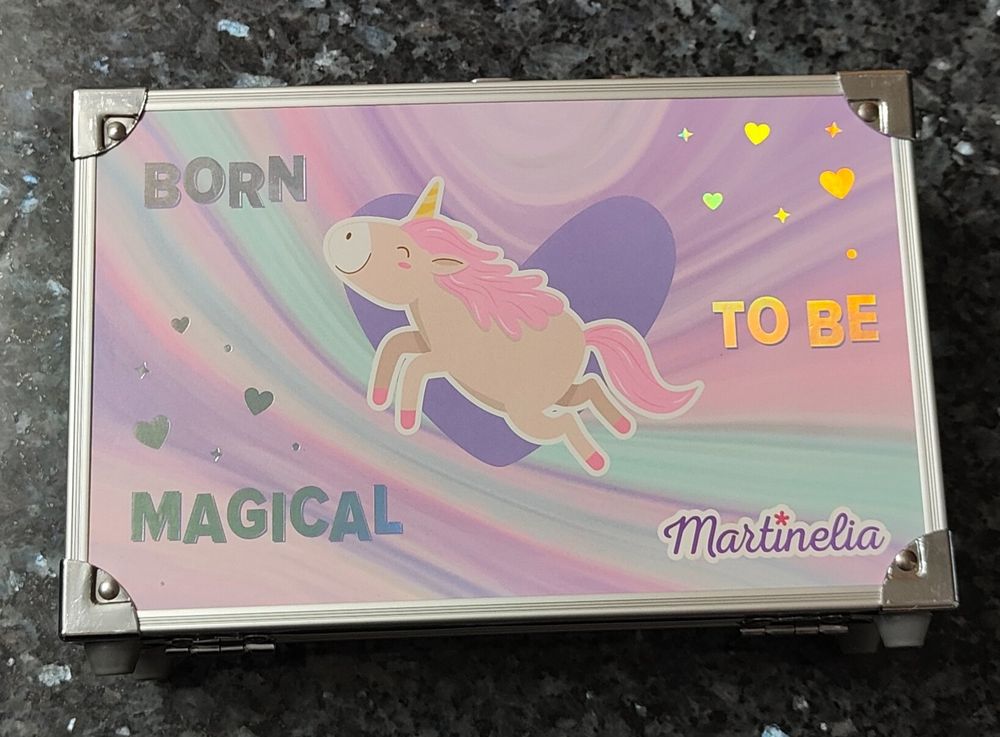 BORN
TO BE
MAGICAL
Martinelia